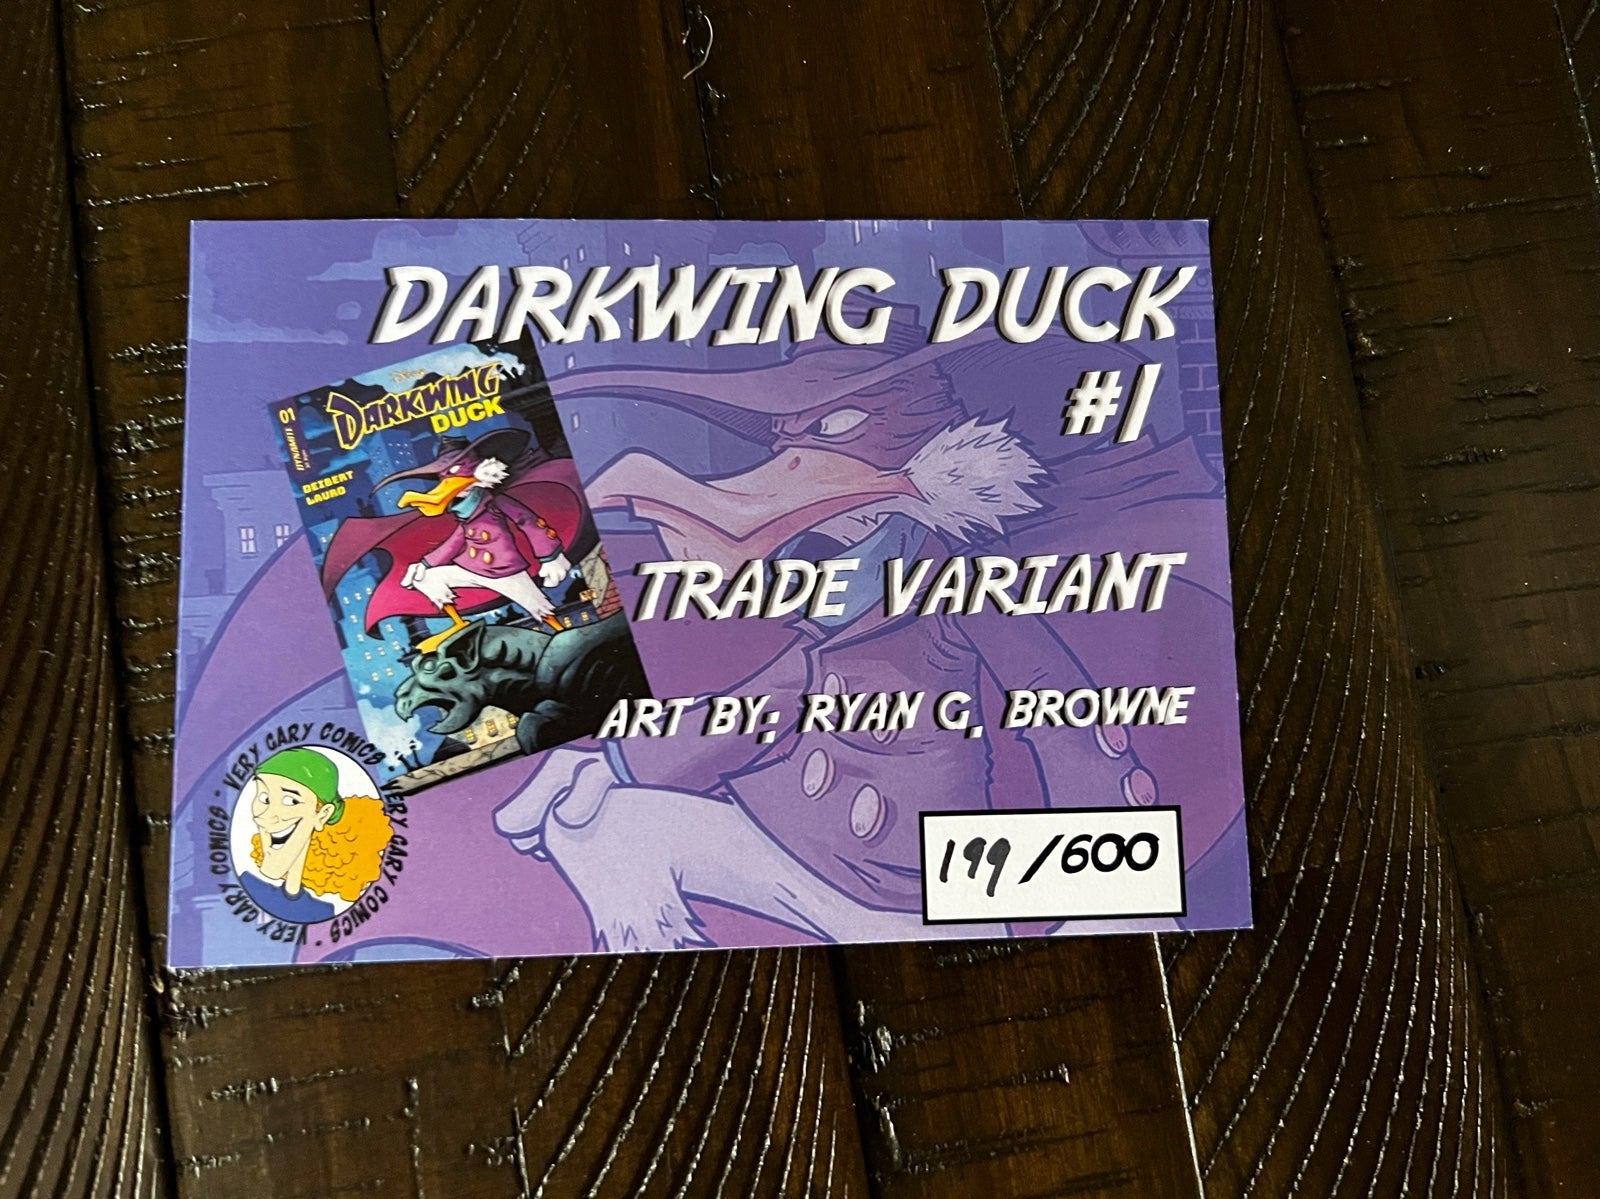 DARKWING DUCK
#1
DARKWING
DUCK
01
DYNAMITE
DEIBERT
LAURO
TRADE VARIANT
ART BY: RYAN G. BROWNE
VERY GARY COMICS · VERY GARY COMICS · VERY GARY COMICS ·
199/600